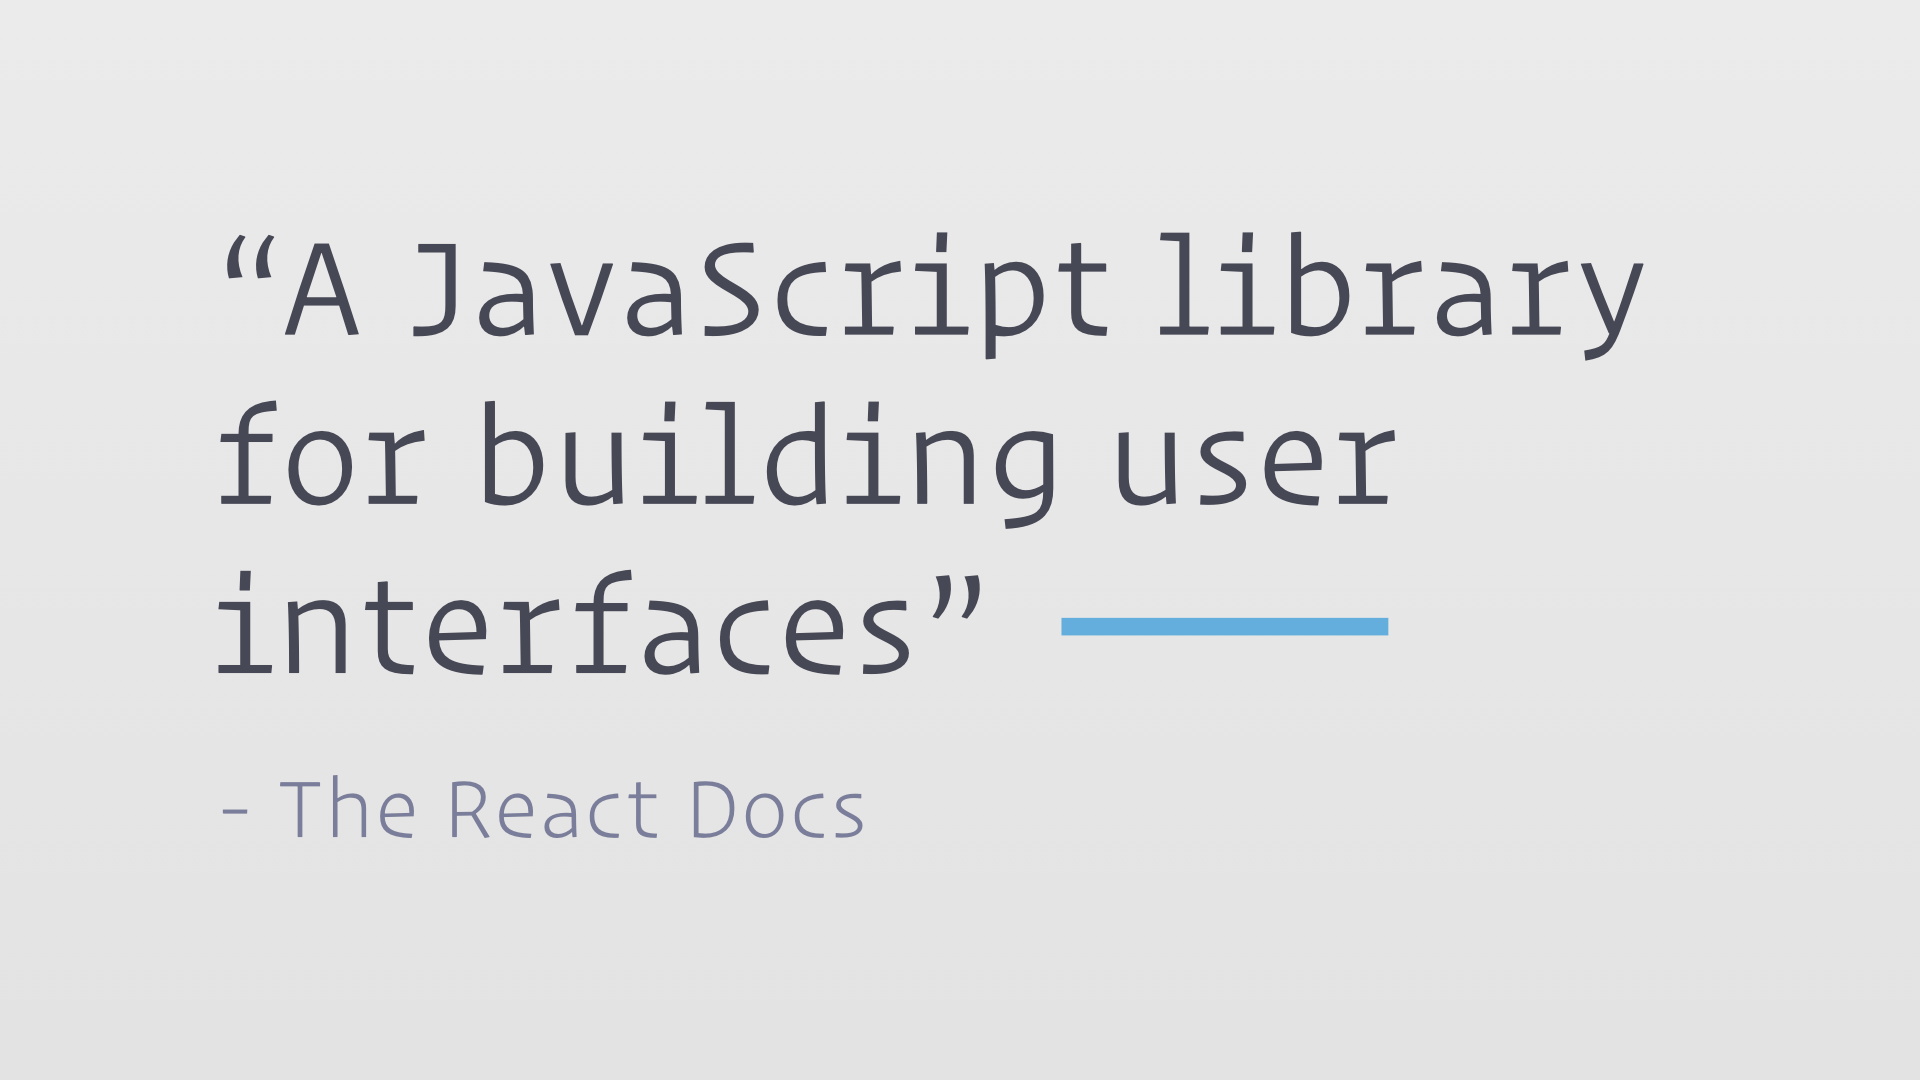 “A JavaScript library
for building user
interfaces”
- The React Docs